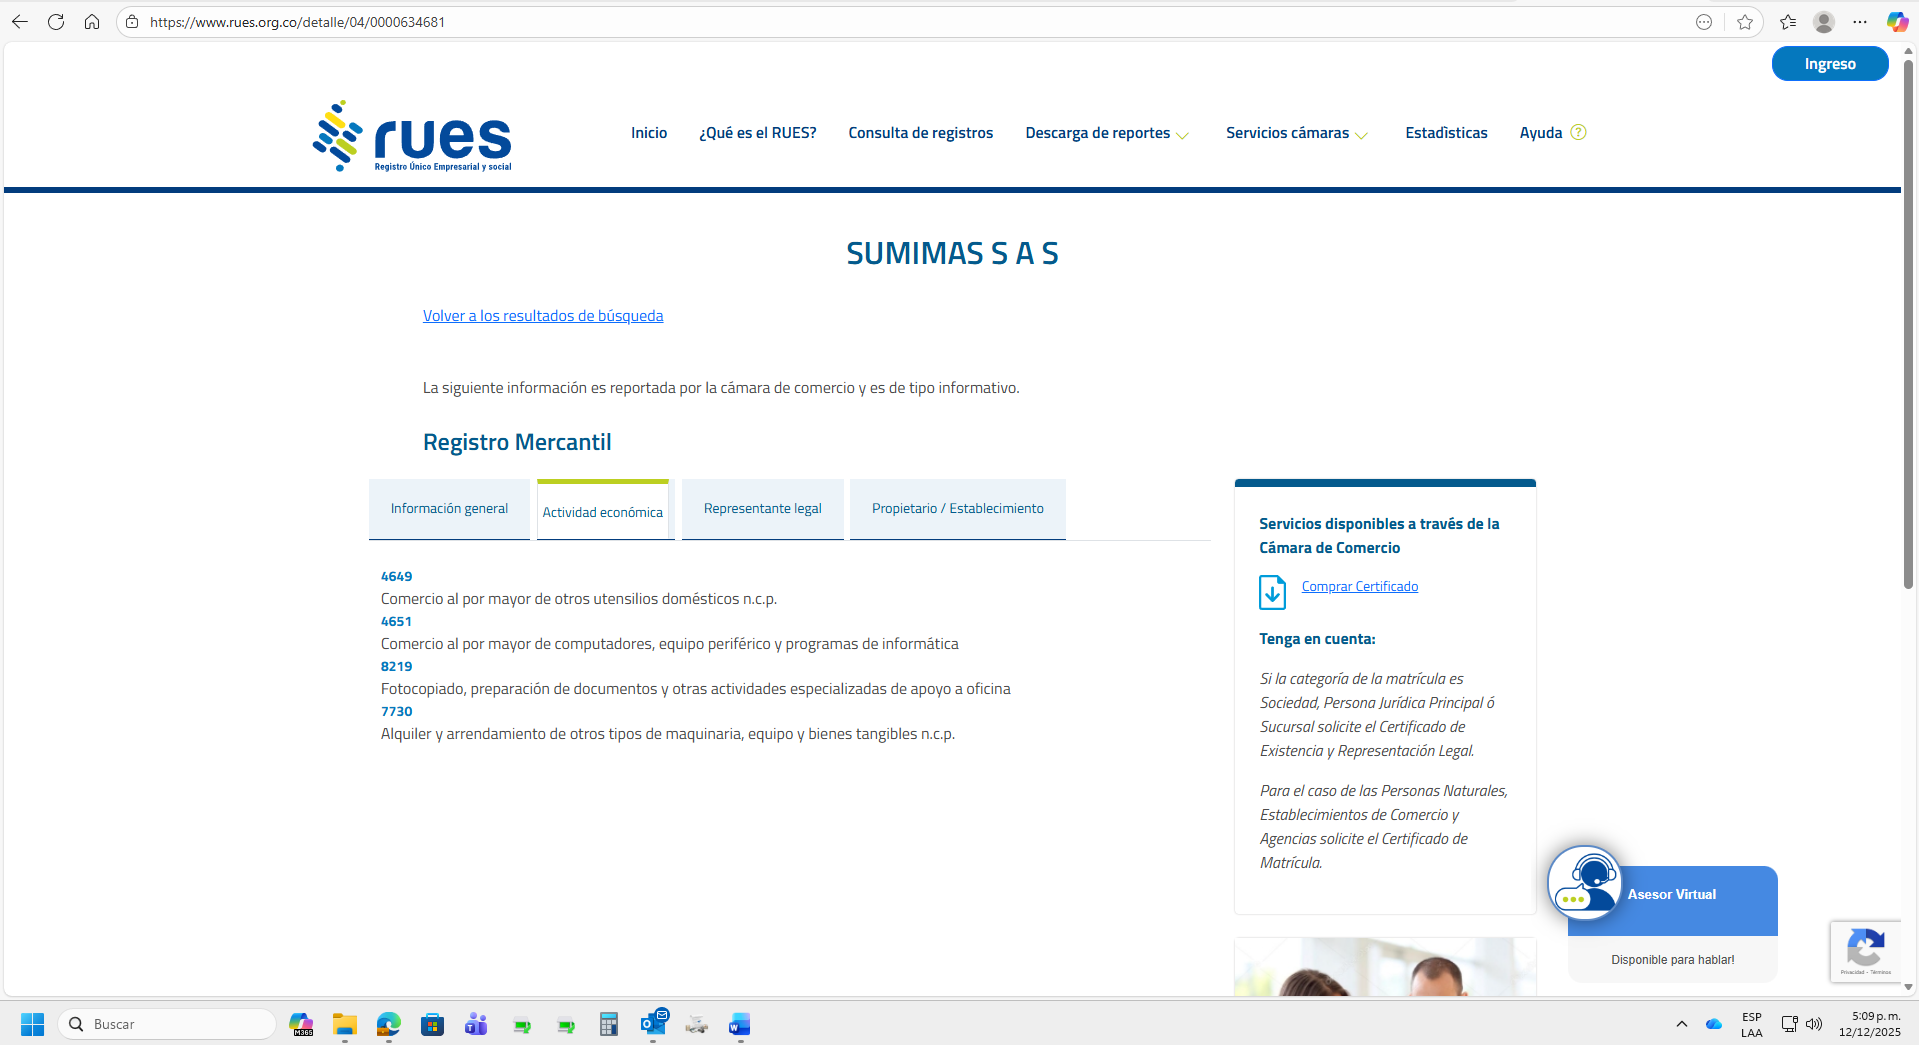 https://www.rues.org.co/detalle/04/0000634681
Ingreso
rues
Registro Único Empresarial y social
Inicio
¿Qué es el RUES?
Consulta de registros
Descarga de reportes
Servicios cámaras
Estadìsticas
Ayuda ?
SUMIMAS S A S
Volver a los resultados de búsqueda
La siguiente información es reportada por la cámara de comercio y es de tipo informativo.
Registro Mercantil
Información general
Actividad económica
Representante legal
Propietario / Establecimiento
4649
Comercio al por mayor de otros utensilios domésticos n.c.p.
4651
Comercio al por mayor de computadores, equipo periférico y programas de informática
8219
Fotocopiado, preparación de documentos y otras actividades especializadas de apoyo a oficina
7730
Alquiler y arrendamiento de otros tipos de maquinaria, equipo y bienes tangibles n.c.p.
Servicios disponibles a través de la
Cámara de Comercio
Comprar Certificado
Tenga en cuenta:
Si la categoría de la matrícula es
Sociedad, Persona Jurídica Principal ó
Sucursal solicite el Certificado de
Existencia y Representación Legal.
Para el caso de las Personas Naturales,
Establecimientos de Comercio y
Agencias solicite el Certificado de
Matrícula.
Asesor Virtual
Disponible para hablar!
Privacidad - Términos
Buscar
M365
ESP
LAA
5:09 p. m.
12/12/2025